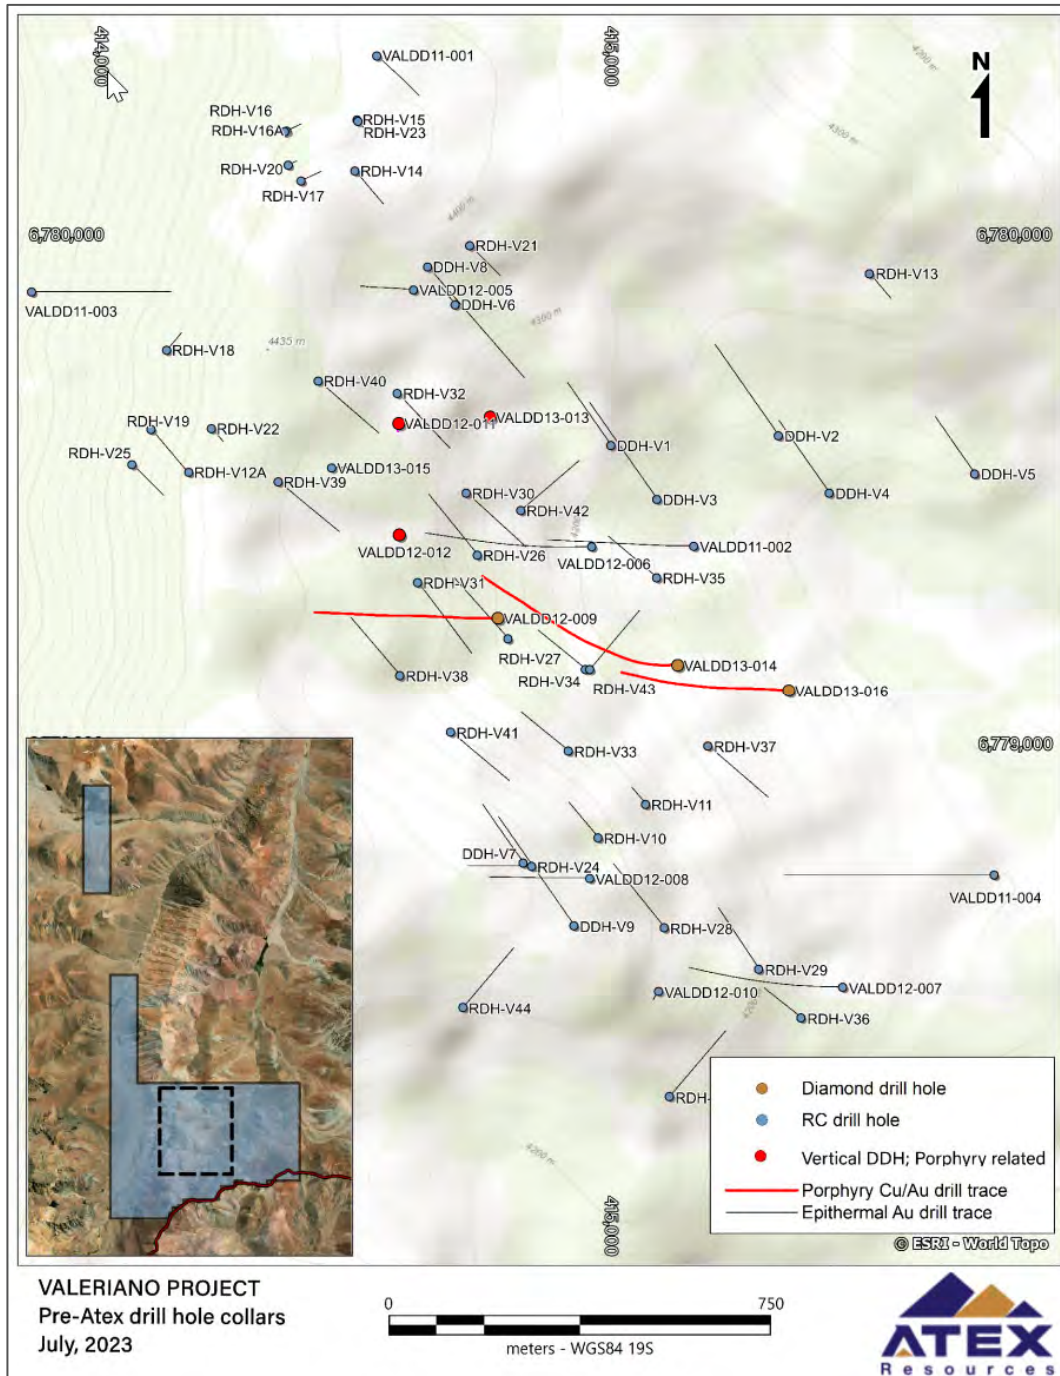 414,000
415,000
N
VALDD11-001
4200 m
4300 m
RDH-V16
RDH-V15
RDH-V16A
RDH-V23
RDH-V20
RDH-V14
RDH-V17
4400 m
6,780,000
6,780,000
RDH-V21
DDH-V8
RDH-V13
VALDD12-005
VALDD11-003
DDH-V6
4300 m
RDH-V18
4435 m
RDH-V40
RDH-V32
VALDD12-011
VALDD13-013
RDH-V19
RDH-V22
DDH-V1
DDH-V2
RDH-V25
RDH-V12A
VALDD13-015
RDH-V39
DDH-V5
RDH-V30
DDH-V3
DDH-V4
RDH-V42
4200
VALDD12-012
RDH-V26
VALDD12-006
VALDD11-002
RDH-V31
RDH-V35
VALDD12-009
RDH-V27
RDH-V34
RDH-V43
VALDD13-014
RDH-V38
VALDD13-016
RDH-V41
RDH-V33
RDH-V37
6,779,000
RDH-V11
RDH-V10
DDH-V7
RDH-V24
VALDD12-008
VALDD11-004
DDH-V9
RDH-V28
RDH-V29
VALDD12-010
VALDD12-007
RDH-V44
4200
RDH-V36
RDH-
4200 m
415,000
Diamond drill hole
RC drill hole
Vertical DDH; Porphyry related
Porphyry Cu/Au drill trace
Epithermal Au drill trace
© ESRI - World Topo
VALERIANO PROJECT
Pre-Atex drill hole collars
July, 2023
0 750
meters - WGS84 19S
ATEX
Resources